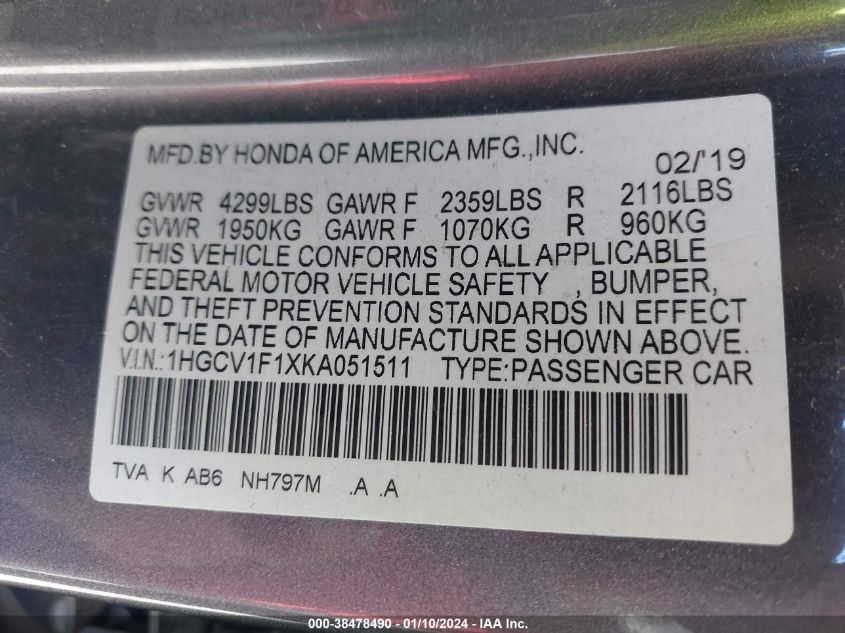 MFD.BY HONDA OF AMERICA MFG.,INC. 02/'19
GVWR 4299LBS GAWR F 2359LBS R 2116LBS
GVWR 1950KG GAWR F 1070KG R 960KG
THIS VEHICLE CONFORMS TO ALL APPLICABLE
FEDERAL MOTOR VEHICLE SAFETY , BUMPER,
AND THEFT PREVENTION STANDARDS IN EFFECT
ON THE DATE OF MANUFACTURE SHOWN ABOVE.
V.I.N.:1HGCV1F1XKA051511 TYPE:PASSENGER CAR
TVA K AB6 NH797M .A .A
000-38478490 - 01/10/2024 - IAA Inc.